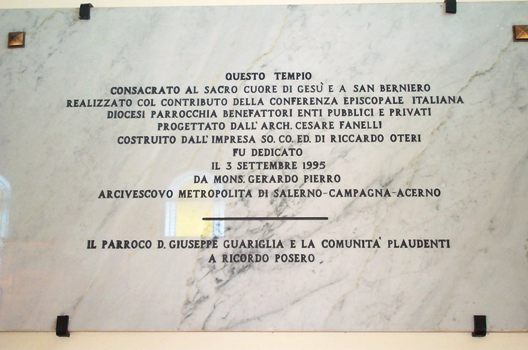 QUESTO TEMPIO
CONSACRATO AL SACRO CUORE DI GESÙ E A SAN BERNIERO
REALIZZATO COL CONTRIBUTO DELLA CONFERENZA EPISCOPALE ITALIANA
DIOCESI PARROCCHIA BENEFATTORI ENTI PUBBLICI E PRIVATI
PROGETTATO DALL'ARCH. CESARE FANELLI
COSTRUITO DALL'IMPRESA SO. CO. ED. DI RICCARDO OTERI
FU DEDICATO
IL 3 SETTEMBRE 1995
DA MONS. GERARDO PIERRO
ARCIVESCOVO METROPOLITA DI SALERNO-CAMPAGNA-ACERNO
IL PARROCO D. GIUSEPPE GUARIGLIA E LA COMUNITA' PLAUDENTI
A RICORDO POSERO